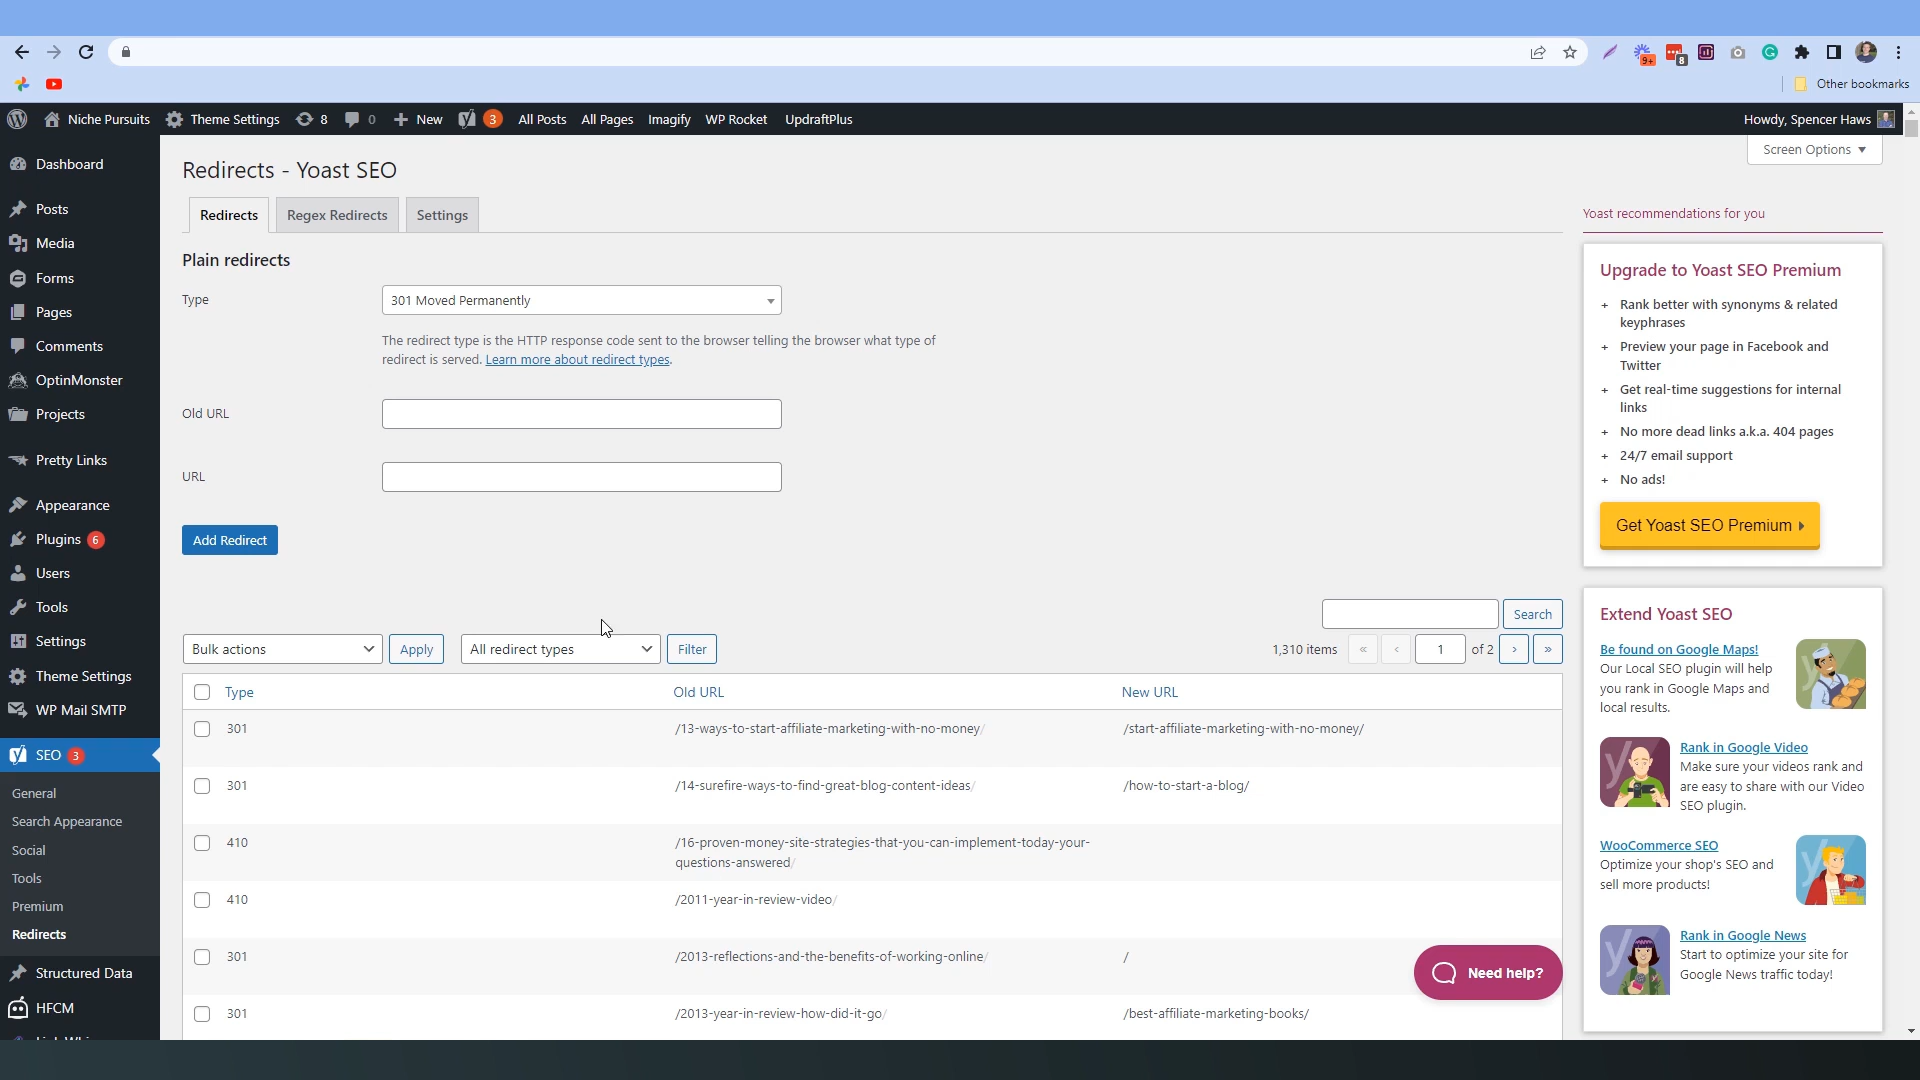 9+
8
Other bookmarks
Niche Pursuits
Theme Settings
8
0
New
3
All Posts
All Pages
Imagify
WP Rocket
UpdraftPlus
Howdy, Spencer Haws
Dashboard
Posts
Media
Forms
Pages
Comments
OptinMonster
Projects
Pretty Links
Appearance
Plugins 6
Users
Tools
Settings
Theme Settings
WP Mail SMTP
SEO 3
General
Search Appearance
Social
Tools
Premium
Redirects
Structured Data
HFCM
Screen Options
Redirects - Yoast SEO
Redirects
Regex Redirects
Settings
Plain redirects
Type
301 Moved Permanently
The redirect type is the HTTP response code sent to the browser telling the browser what type of
redirect is served. Learn more about redirect types.
Old URL
URL
Add Redirect
Search
Bulk actions
Apply
All redirect types
Filter
1,310 items
«
‹
1
of 2
›
»
Type
Old URL
New URL
301
/13-ways-to-start-affiliate-marketing-with-no-money/
/start-affiliate-marketing-with-no-money/
301
/14-surefire-ways-to-find-great-blog-content-ideas/
/how-to-start-a-blog/
410
/16-proven-money-site-strategies-that-you-can-implement-today-your-
questions-answered/
410
/2011-year-in-review-video/
301
/2013-reflections-and-the-benefits-of-working-online/
/
301
/2013-year-in-review-how-did-it-go/
/best-affiliate-marketing-books/
Need help?
Yoast recommendations for you
Upgrade to Yoast SEO Premium
+ Rank better with synonyms & related
keyphrases
+ Preview your page in Facebook and
Twitter
+ Get real-time suggestions for internal
links
+ No more dead links a.k.a. 404 pages
+ 24/7 email support
+ No ads!
Get Yoast SEO Premium
Extend Yoast SEO
Be found on Google Maps!
Our Local SEO plugin will help
you rank in Google Maps and
local results.
Rank in Google Video
Make sure your videos rank and
are easy to share with our Video
SEO plugin.
WooCommerce SEO
Optimize your shop's SEO and
sell more products!
Rank in Google News
Start to optimize your site for
Google News traffic today!